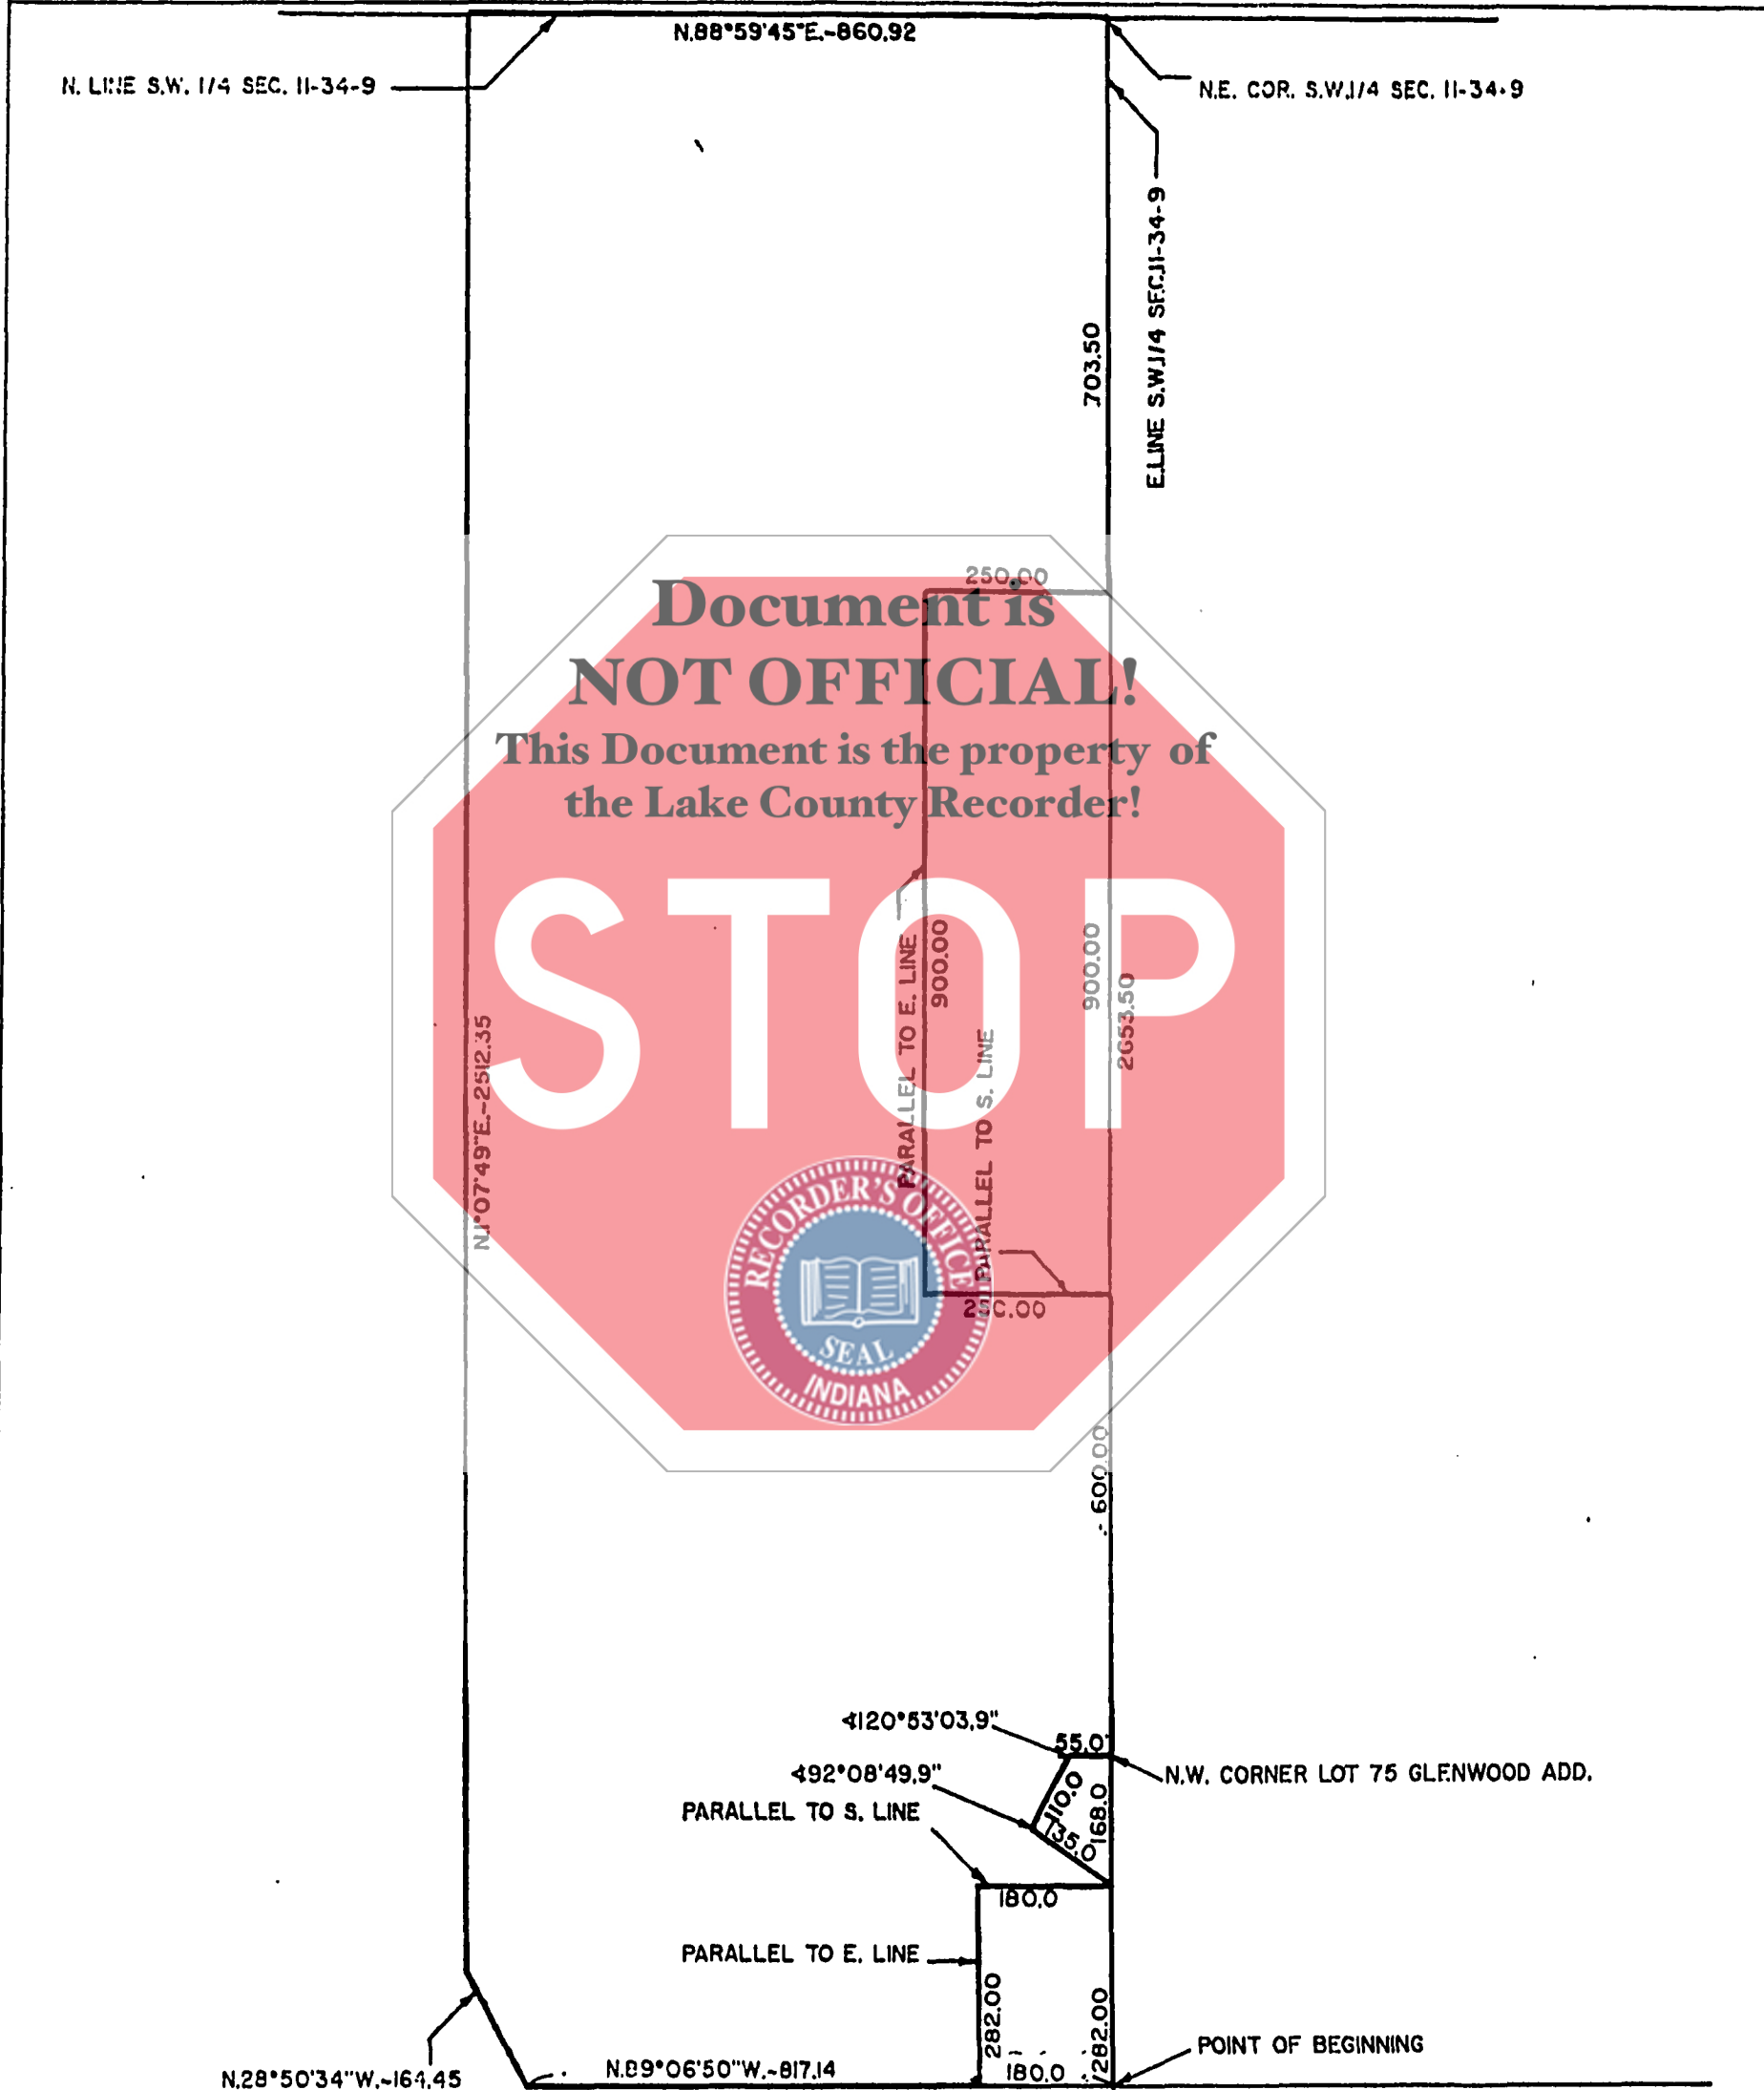 N.88°59'45"E.-860.92
N. LINE S.W. 1/4 SEC. 11-34-9
N.E. COR. S.W.1/4 SEC. 11-34-9
E.LINE S.W.1/4 SEC.11-34-9
703.50
250.00
Document is
NOT OFFICIAL!
This Document is the property of
the Lake County Recorder!
STOP
PARALLEL TO E. LINE
900.00
900.00
2653.50
PARALLEL TO S. LINE
N.1°07'49"E.-2512.35
RECORDER'S OFFICE
SEAL
INDIANA
250.00
600.00
∢120°53'03.9"
55.0
∢92°08'49.9"
N.W. CORNER LOT 75 GLENWOOD ADD.
110.0
168.0
135.0
PARALLEL TO S. LINE
180.0
PARALLEL TO E. LINE
282.00
282.00
POINT OF BEGINNING
N.28°50'34"W.-164.45
N.89°06'50"W.-817.14
180.0